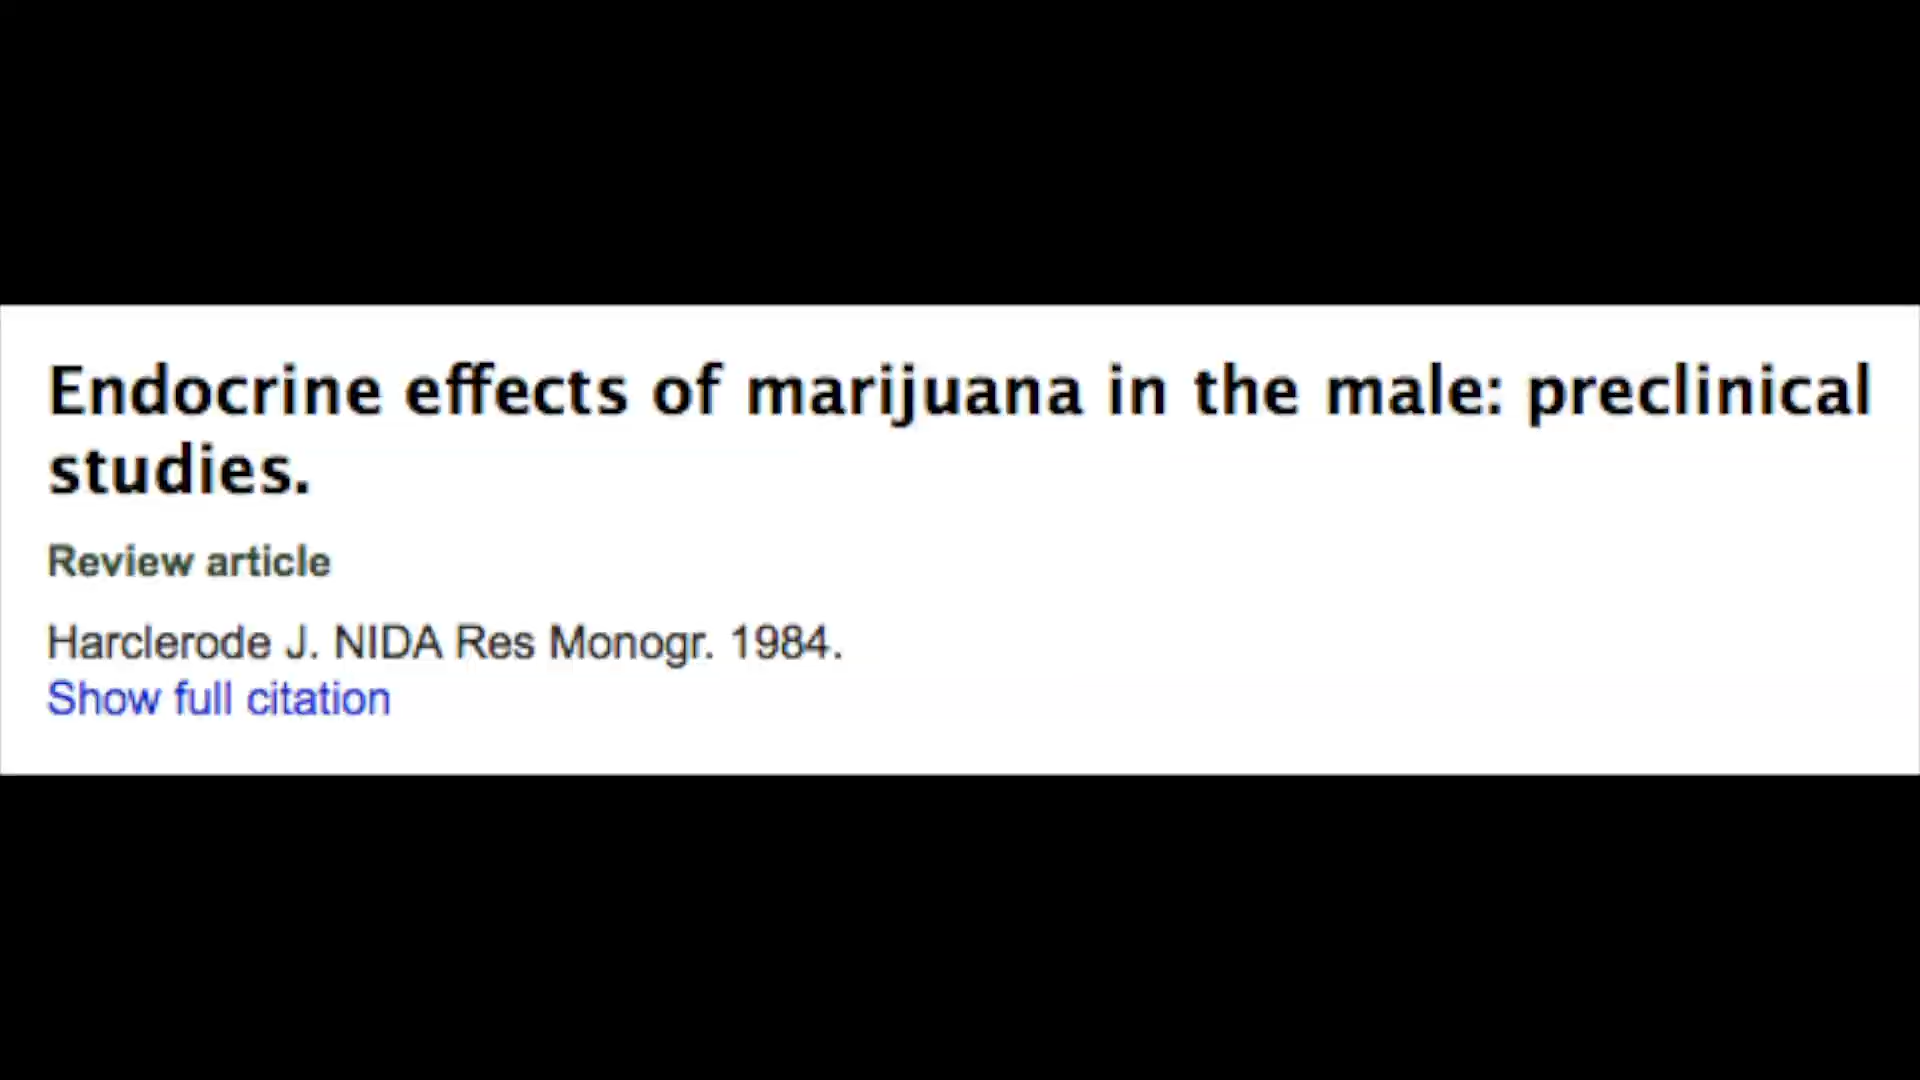 Endocrine effects of marijuana in the male: preclinical
studies.
Review article
Harclerode J. NIDA Res Monogr. 1984.
Show full citation